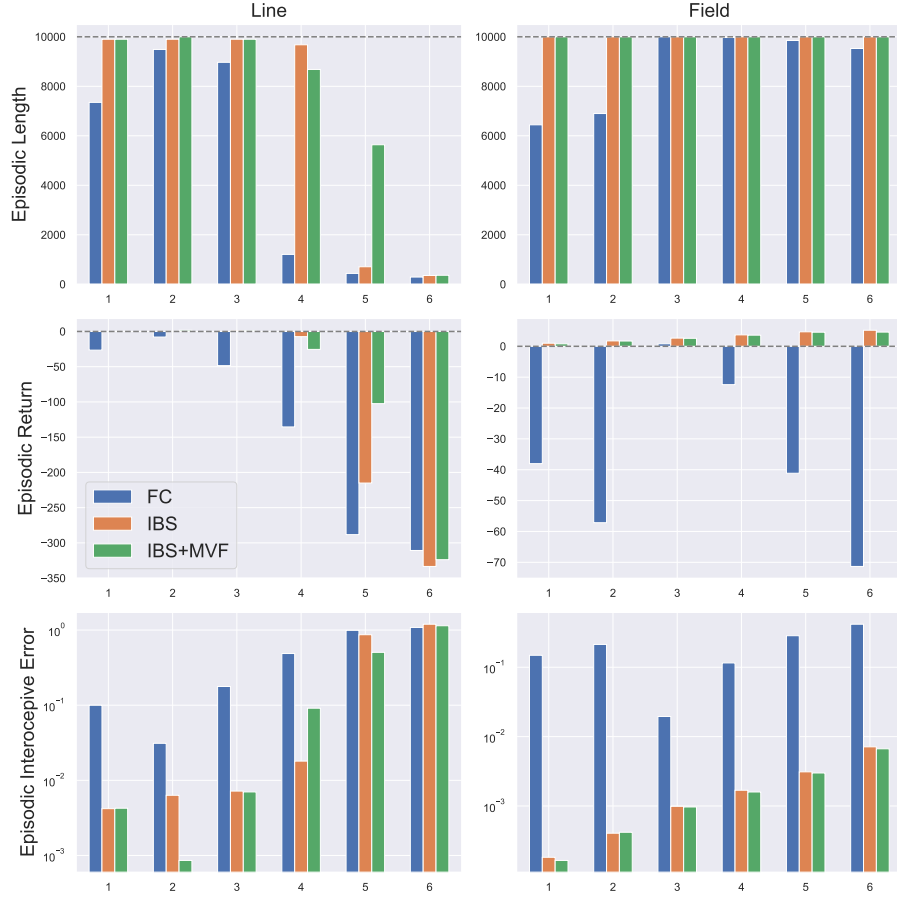 Line
Field
Episodic Length
10000
8000
6000
4000
2000
0
1 2 3 4 5 6
10000
8000
6000
4000
2000
0
1 2 3 4 5 6
Episodic Return
0
−50
−100
−150
−200
−250
−300
−350
FC
IBS
IBS+MVF
1 2 3 4 5 6
0
−10
−20
−30
−40
−50
−60
−70
1 2 3 4 5 6
Episodic Interocepive Error
10⁰
10⁻¹
10⁻²
10⁻³
1 2 3 4 5 6
10⁻¹
10⁻²
10⁻³
1 2 3 4 5 6